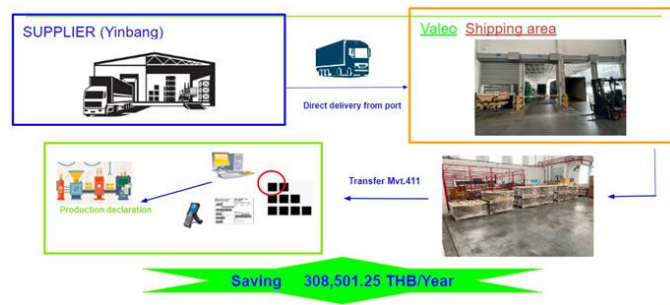 SUPPLIER (Yinbang)
Valeo Shipping area
Direct delivery from port
Transfer Mvt.411
Production declaration
Saving 308,501.25 THB/Year